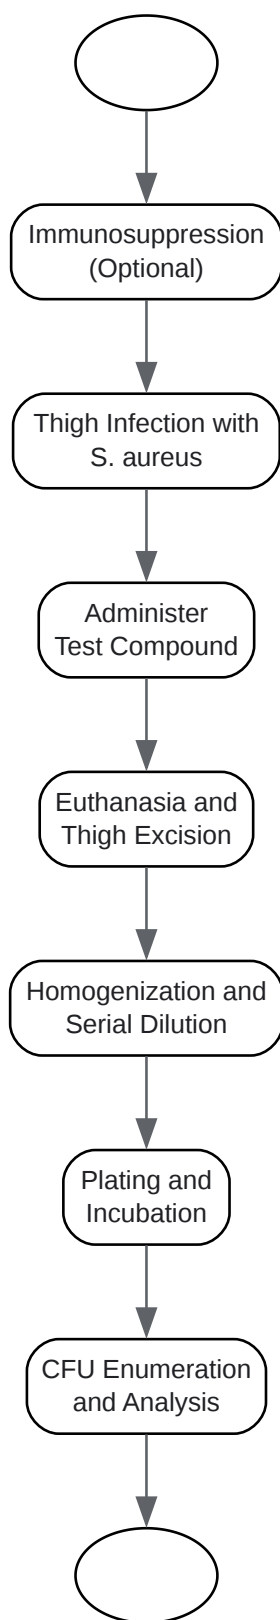 Immunosuppression
(Optional)
Thigh Infection with
S. aureus
Administer
Test Compound
Euthanasia and
Thigh Excision
Homogenization and
Serial Dilution
Plating and
Incubation
CFU Enumeration
and Analysis